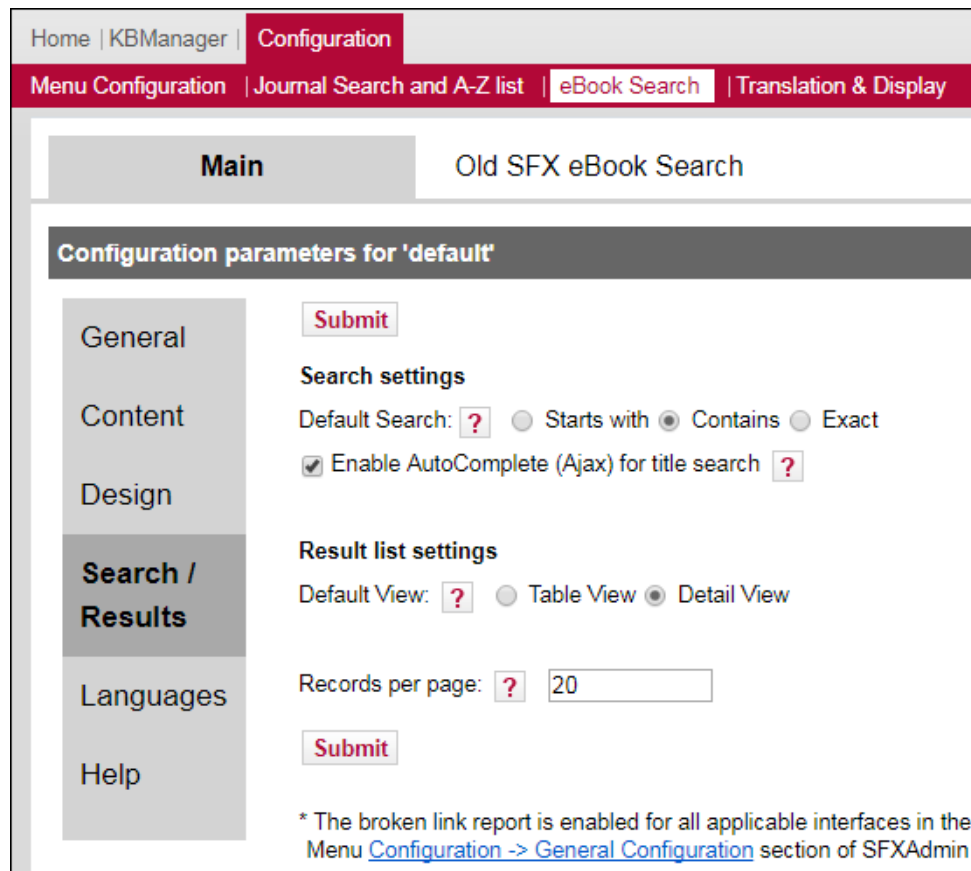 Home | KBManager | Configuration
Menu Configuration | Journal Search and A-Z list | eBook Search | Translation & Display
Main Old SFX eBook Search
Configuration parameters for 'default'
General
Content
Design
Search /
Results
Languages
Help
Submit
Search settings
Default Search: ? Starts with Contains Exact
Enable AutoComplete (Ajax) for title search ?
Result list settings
Default View: ? Table View Detail View
Records per page: ? 20
Submit
* The broken link report is enabled for all applicable interfaces in the
Menu Configuration -> General Configuration section of SFXAdmin